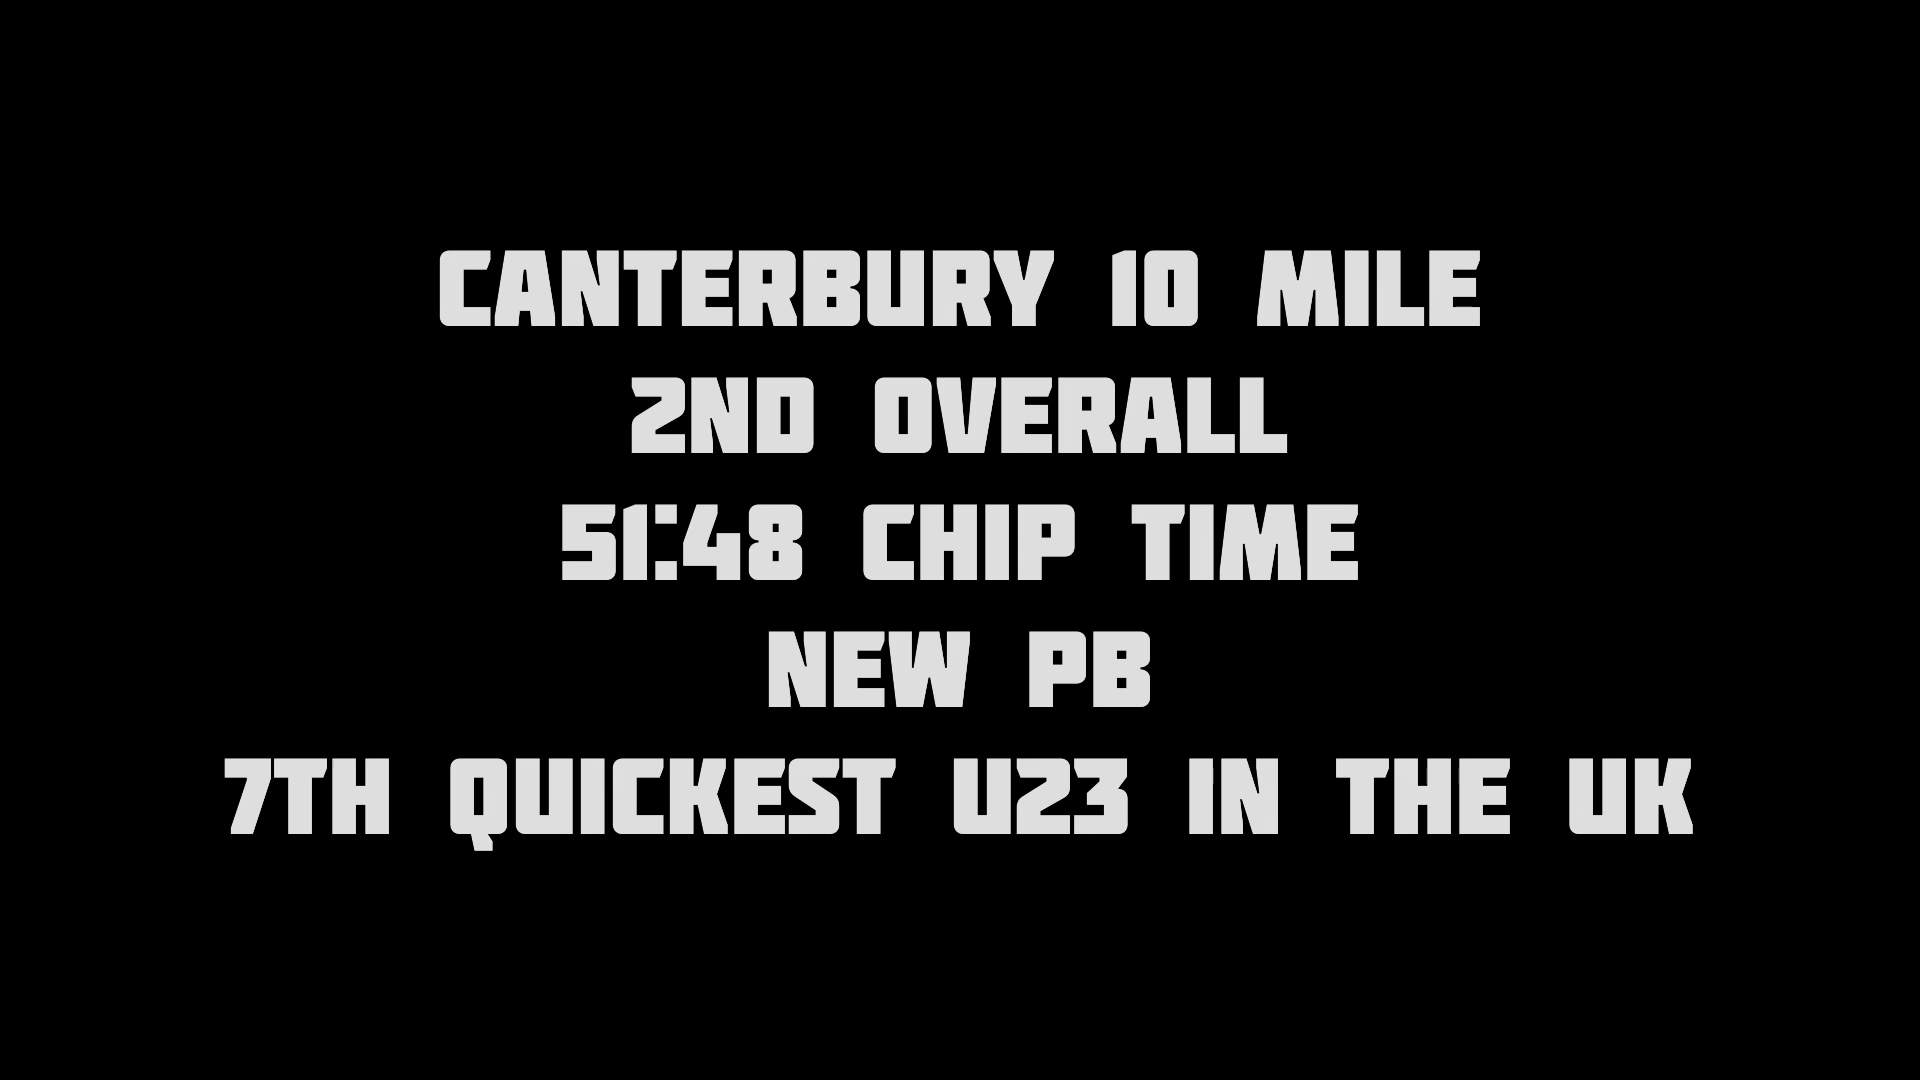 CANTERBURY 10 MILE
2ND OVERALL
51:48 CHIP TIME
NEW PB
7TH QUICKEST U23 IN THE UK